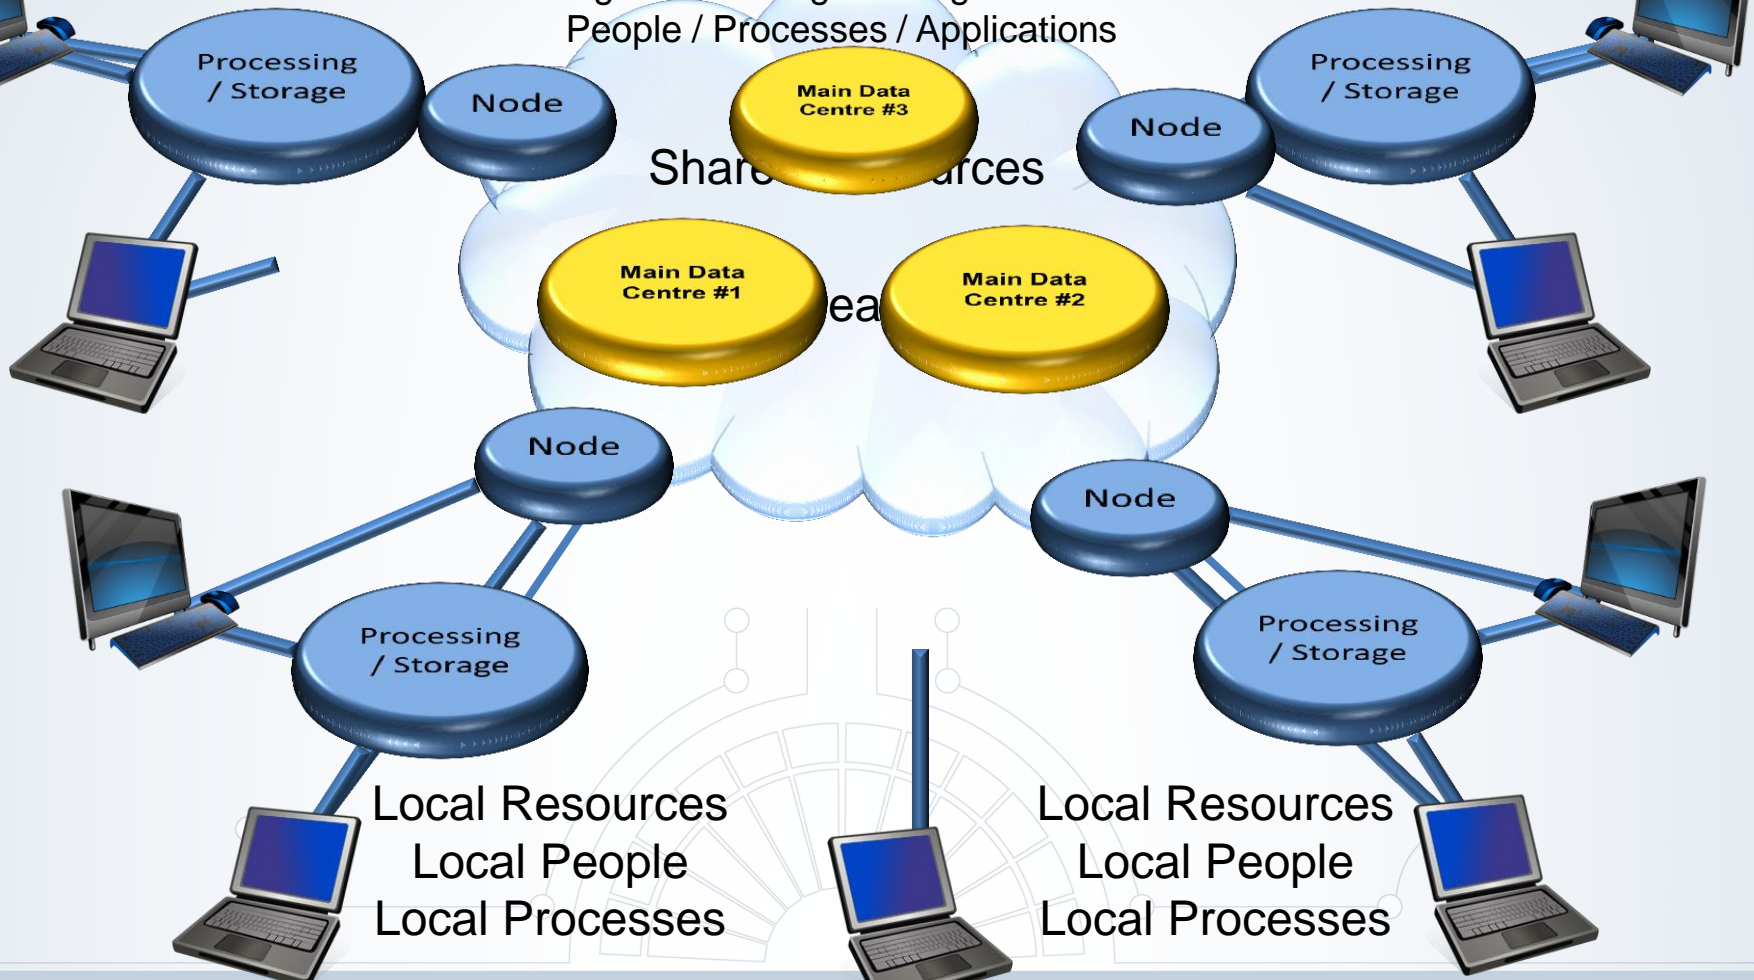 People / Processes / Applications
Processing
/ Storage
Node
Main Data
Centre #3
Node
Processing
/ Storage
Main Data
Centre #1
Main Data
Centre #2
Node
Node
Processing
/ Storage
Processing
/ Storage
Local Resources
Local People
Local Processes
Local Resources
Local People
Local Processes